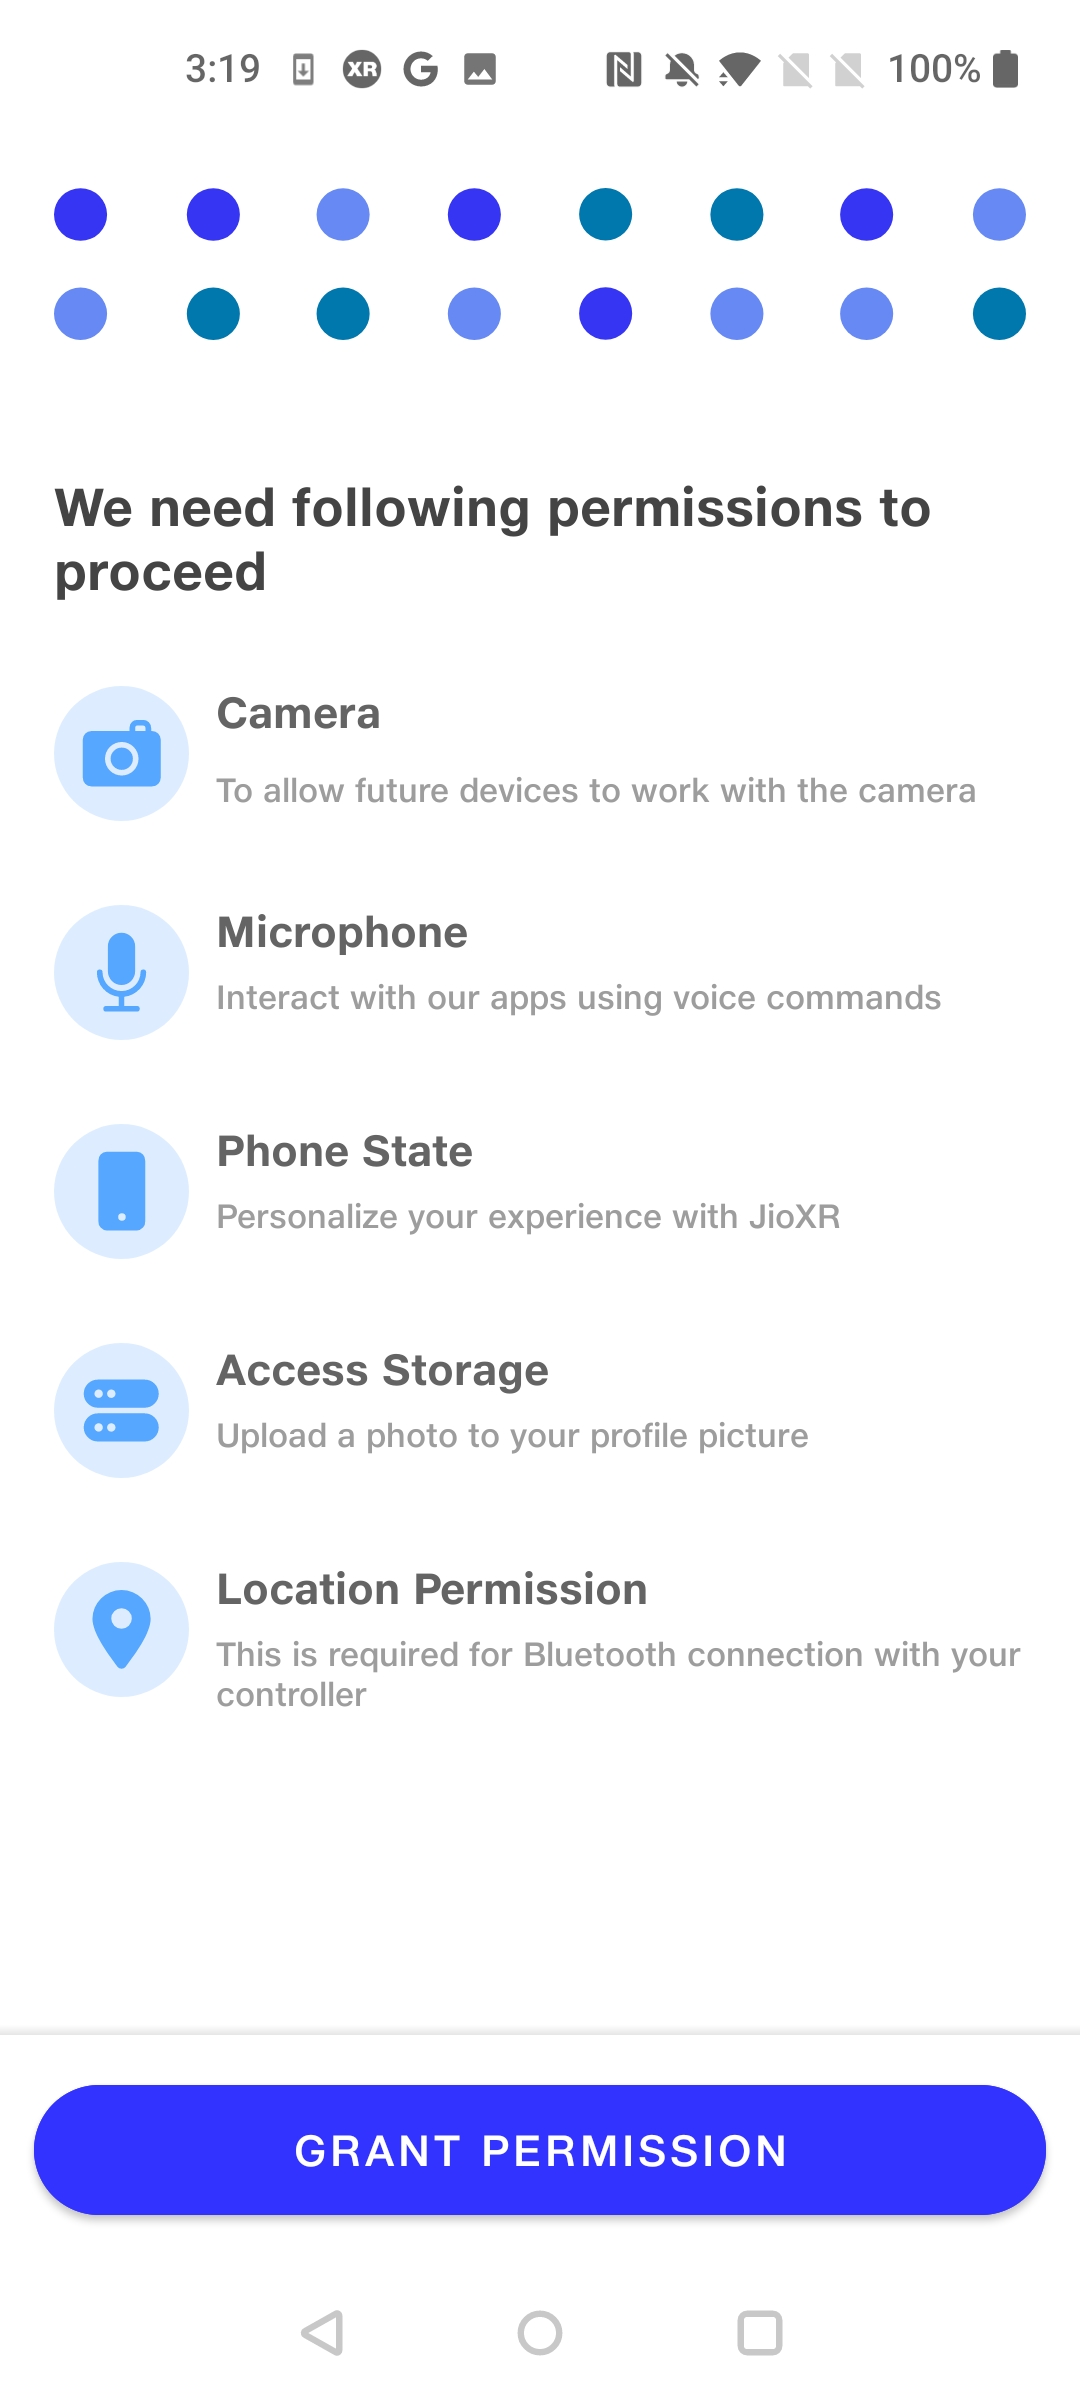 3:19 XR G 100%
We need following permissions to
proceed
Camera
To allow future devices to work with the camera
Microphone
Interact with our apps using voice commands
Phone State
Personalize your experience with JioXR
Access Storage
Upload a photo to your profile picture
Location Permission
This is required for Bluetooth connection with your
controller
GRANT PERMISSION